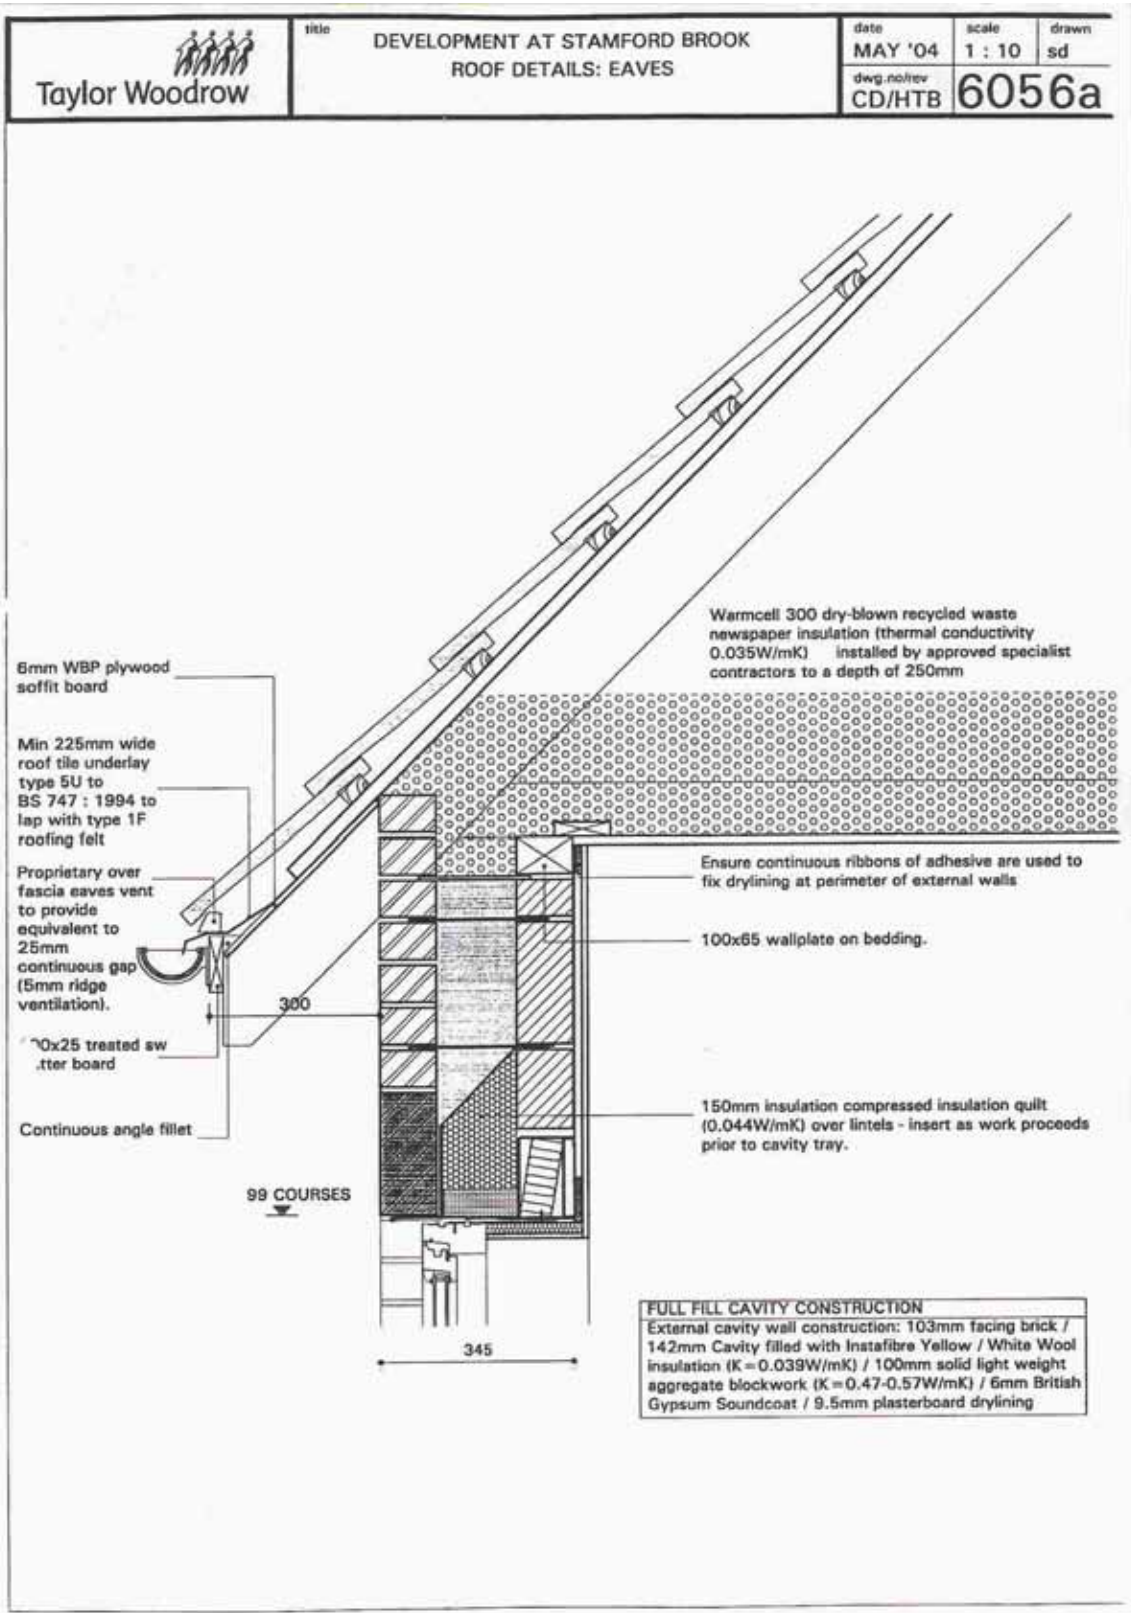 Taylor Woodrow
title
DEVELOPMENT AT STAMFORD BROOK
ROOF DETAILS: EAVES
date
MAY '04
scale
1 : 10
drawn
sd
dwg.no/rev
CD/HTB
6056a
Warmcell 300 dry-blown recycled waste
newspaper insulation (thermal conductivity
0.035W/mK) installed by approved specialist
contractors to a depth of 250mm
6mm WBP plywood
soffit board
Min 225mm wide
roof tile underlay
type 5U to
BS 747 : 1994 to
lap with type 1F
roofing felt
Proprietary over
fascia eaves vent
to provide
equivalent to
25mm
continuous gap
(5mm ridge
ventilation).
0x25 treated sw
tter board
Continuous angle fillet
300
Ensure continuous ribbons of adhesive are used to
fix drylining at perimeter of external walls
100x65 wallplate on bedding.
150mm insulation compressed insulation quilt
(0.044W/mK) over lintels - insert as work proceeds
prior to cavity tray.
99 COURSES
345
FULL FILL CAVITY CONSTRUCTION
External cavity wall construction: 103mm facing brick /
142mm Cavity filled with Instafibre Yellow / White Wool
insulation (K=0.039W/mK) / 100mm solid light weight
aggregate blockwork (K=0.47-0.57W/mK) / 6mm British
Gypsum Soundcoat / 9.5mm plasterboard drylining